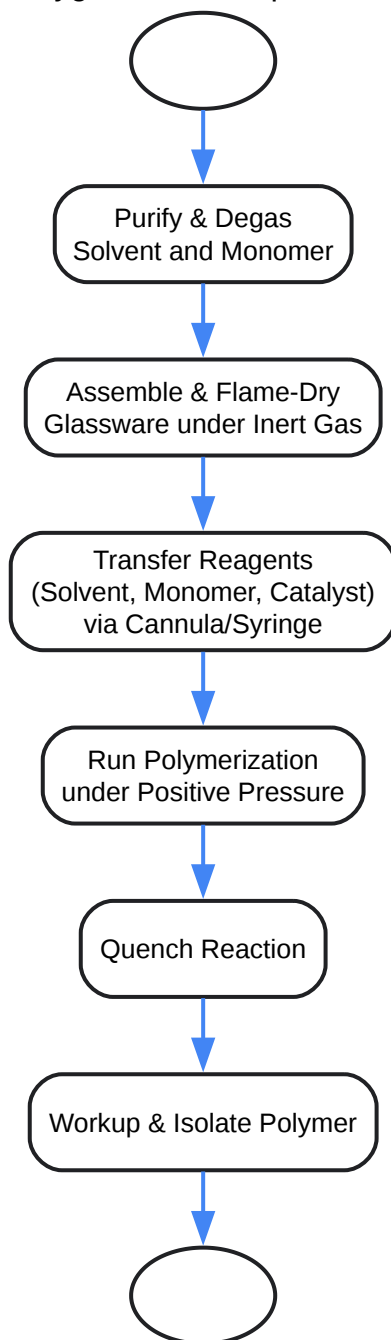 Purify & Degas
Solvent and Monomer
Assemble & Flame-Dry
Glassware under Inert Gas
Transfer Reagents
(Solvent, Monomer, Catalyst)
via Cannula/Syringe
Run Polymerization
under Positive Pressure
Quench Reaction
Workup & Isolate Polymer